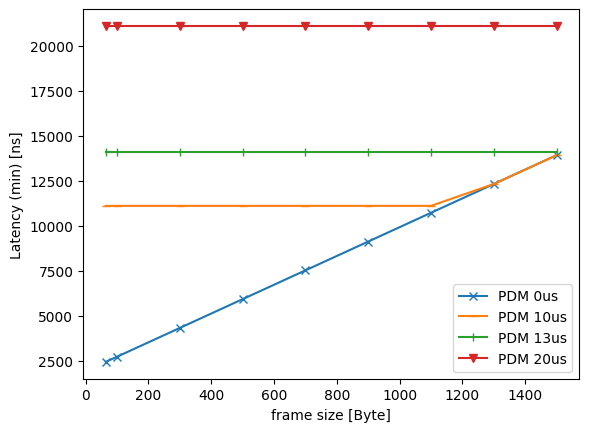 20000
17500
15000
12500
10000
7500
5000
2500
Latency (min) [ns]
0 200 400 600 800 1000 1200 1400
frame size [Byte]
PDM 0us
PDM 10us
PDM 13us
PDM 20us